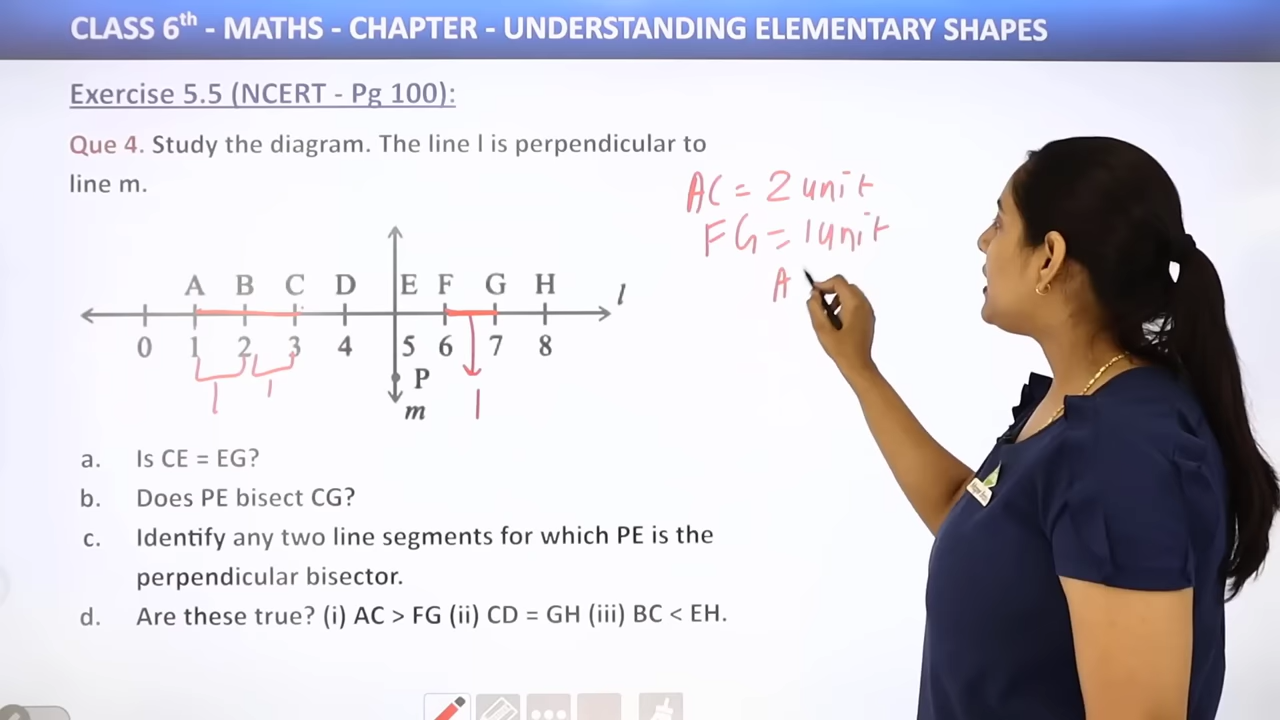 CLASS 6th - MATHS - CHAPTER - UNDERSTANDING ELEMENTARY SHAPES
Exercise 5.5 (NCERT - Pg 100):
Que 4. Study the diagram. The line l is perpendicular to
line m.
AC = 2 unit
FG = 1 unit
A
A B C D E F G H l
0 1 2 3 4 5 6 7 8
P
m
1 1 1
a. Is CE = EG?
b. Does PE bisect CG?
c. Identify any two line segments for which PE is the
perpendicular bisector.
d. Are these true? (i) AC > FG (ii) CD = GH (iii) BC < EH.